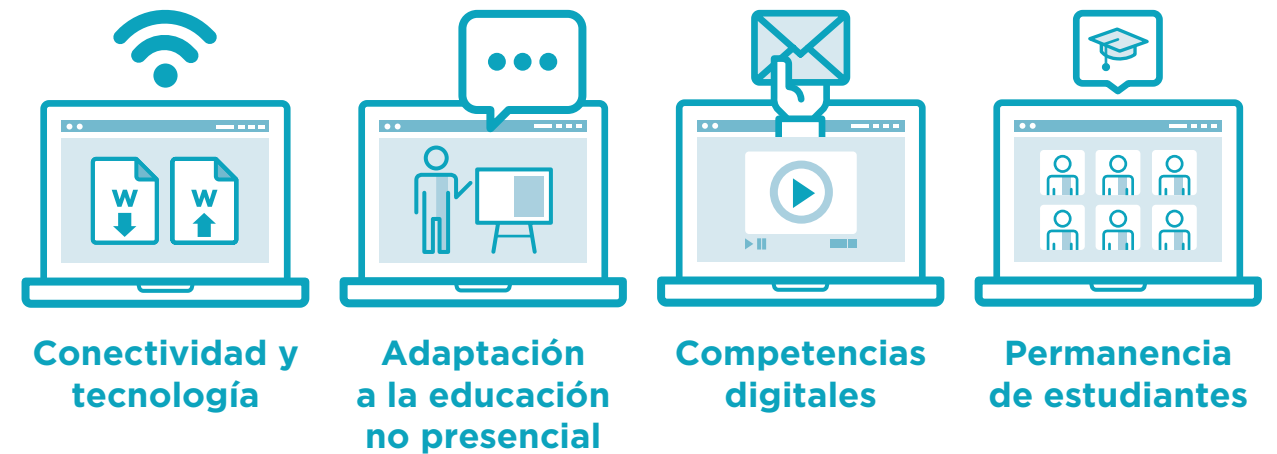 W W
Conectividad y
tecnología
Adaptación
a la educación
no presencial
Competencias
digitales
Permanencia
de estudiantes